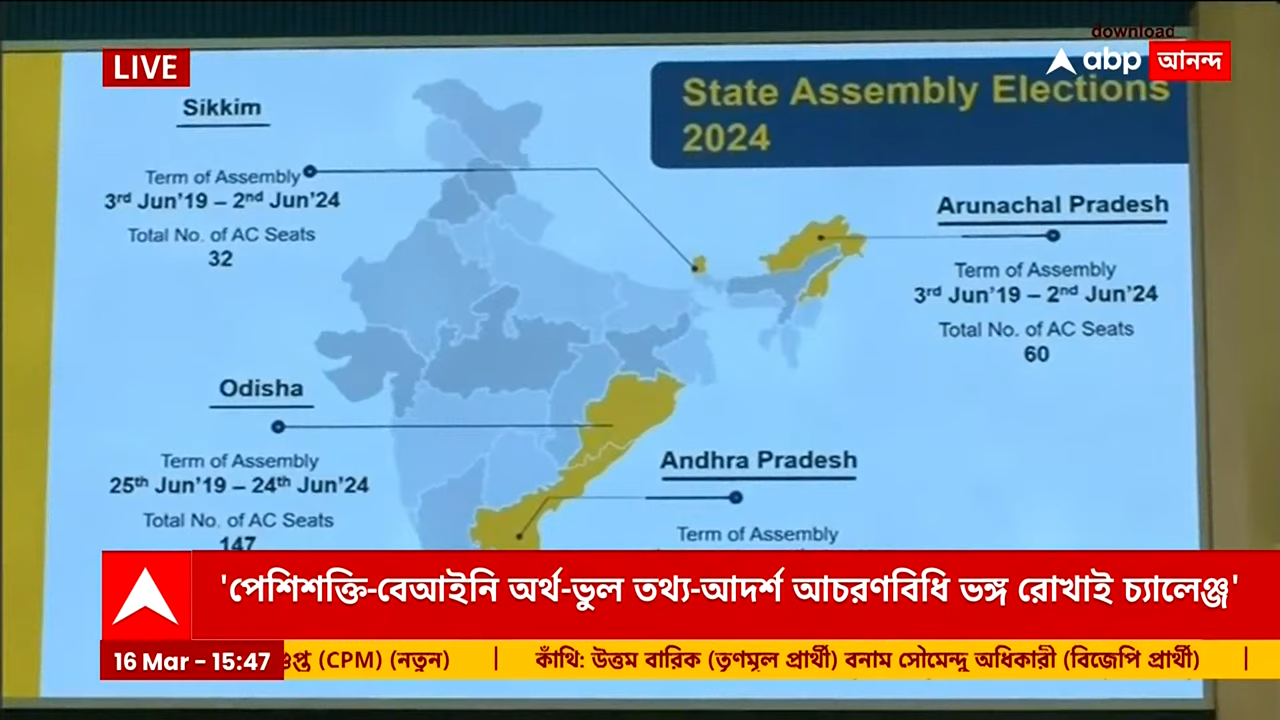 download
LIVE
abp আনন্দ
State Assembly Elections
2024
Sikkim
Term of Assembly
3rd Jun'19 – 2nd Jun'24
Total No. of AC Seats
32
Arunachal Pradesh
Term of Assembly
3rd Jun'19 – 2nd Jun'24
Total No. of AC Seats
60
Odisha
Term of Assembly
25th Jun'19 – 24th Jun'24
Total No. of AC Seats
147
Andhra Pradesh
Term of Assembly
'পেশিশক্তি-বেআইনি অর্থ-ভুল তথ্য-আদর্শ আচরণবিধি ভঙ্গ রোখাই চ্যালেঞ্জ'
16 Mar - 15:47
(CPM) (নতুন) | কাঁথি: উত্তম বারিক (তৃণমূল প্রার্থী) বনাম সৌমেন্দু অধিকারী (বিজেপি প্রার্থী) |